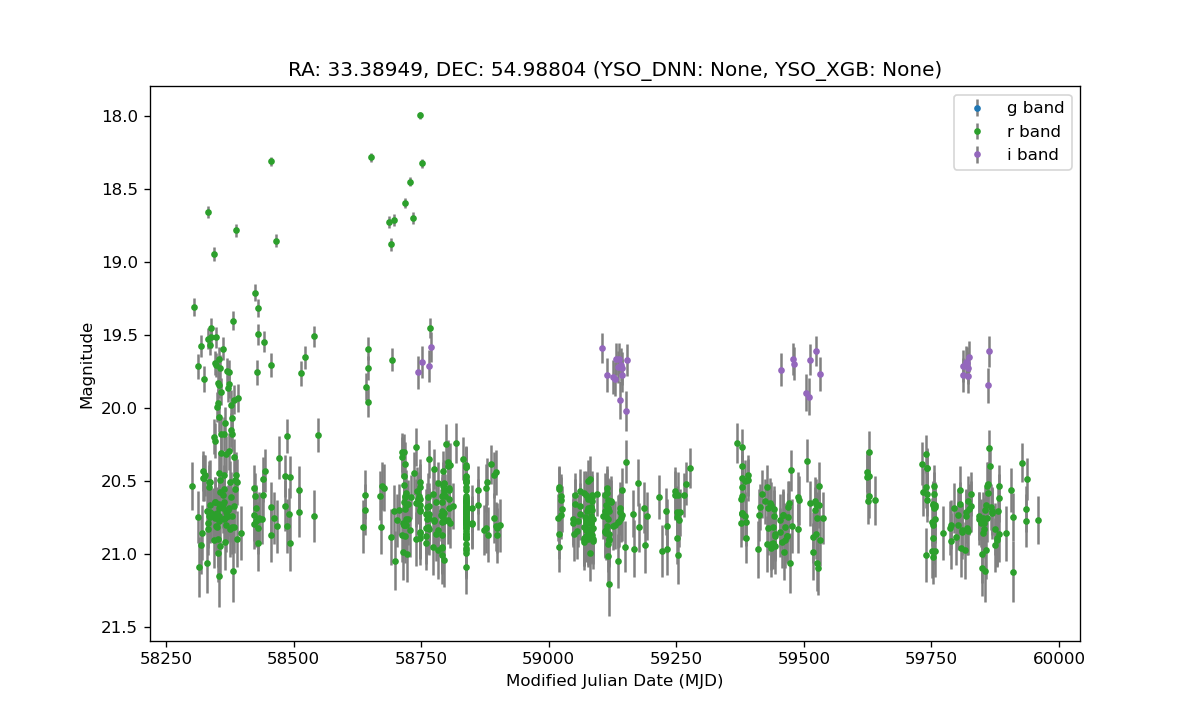 RA: 33.38949, DEC: 54.98804 (YSO_DNN: None, YSO_XGB: None)
g band
r band
i band
18.0
18.5
19.0
19.5
20.0
20.5
21.0
21.5
Magnitude
58250 58500 58750 59000 59250 59500 59750 60000
Modified Julian Date (MJD)